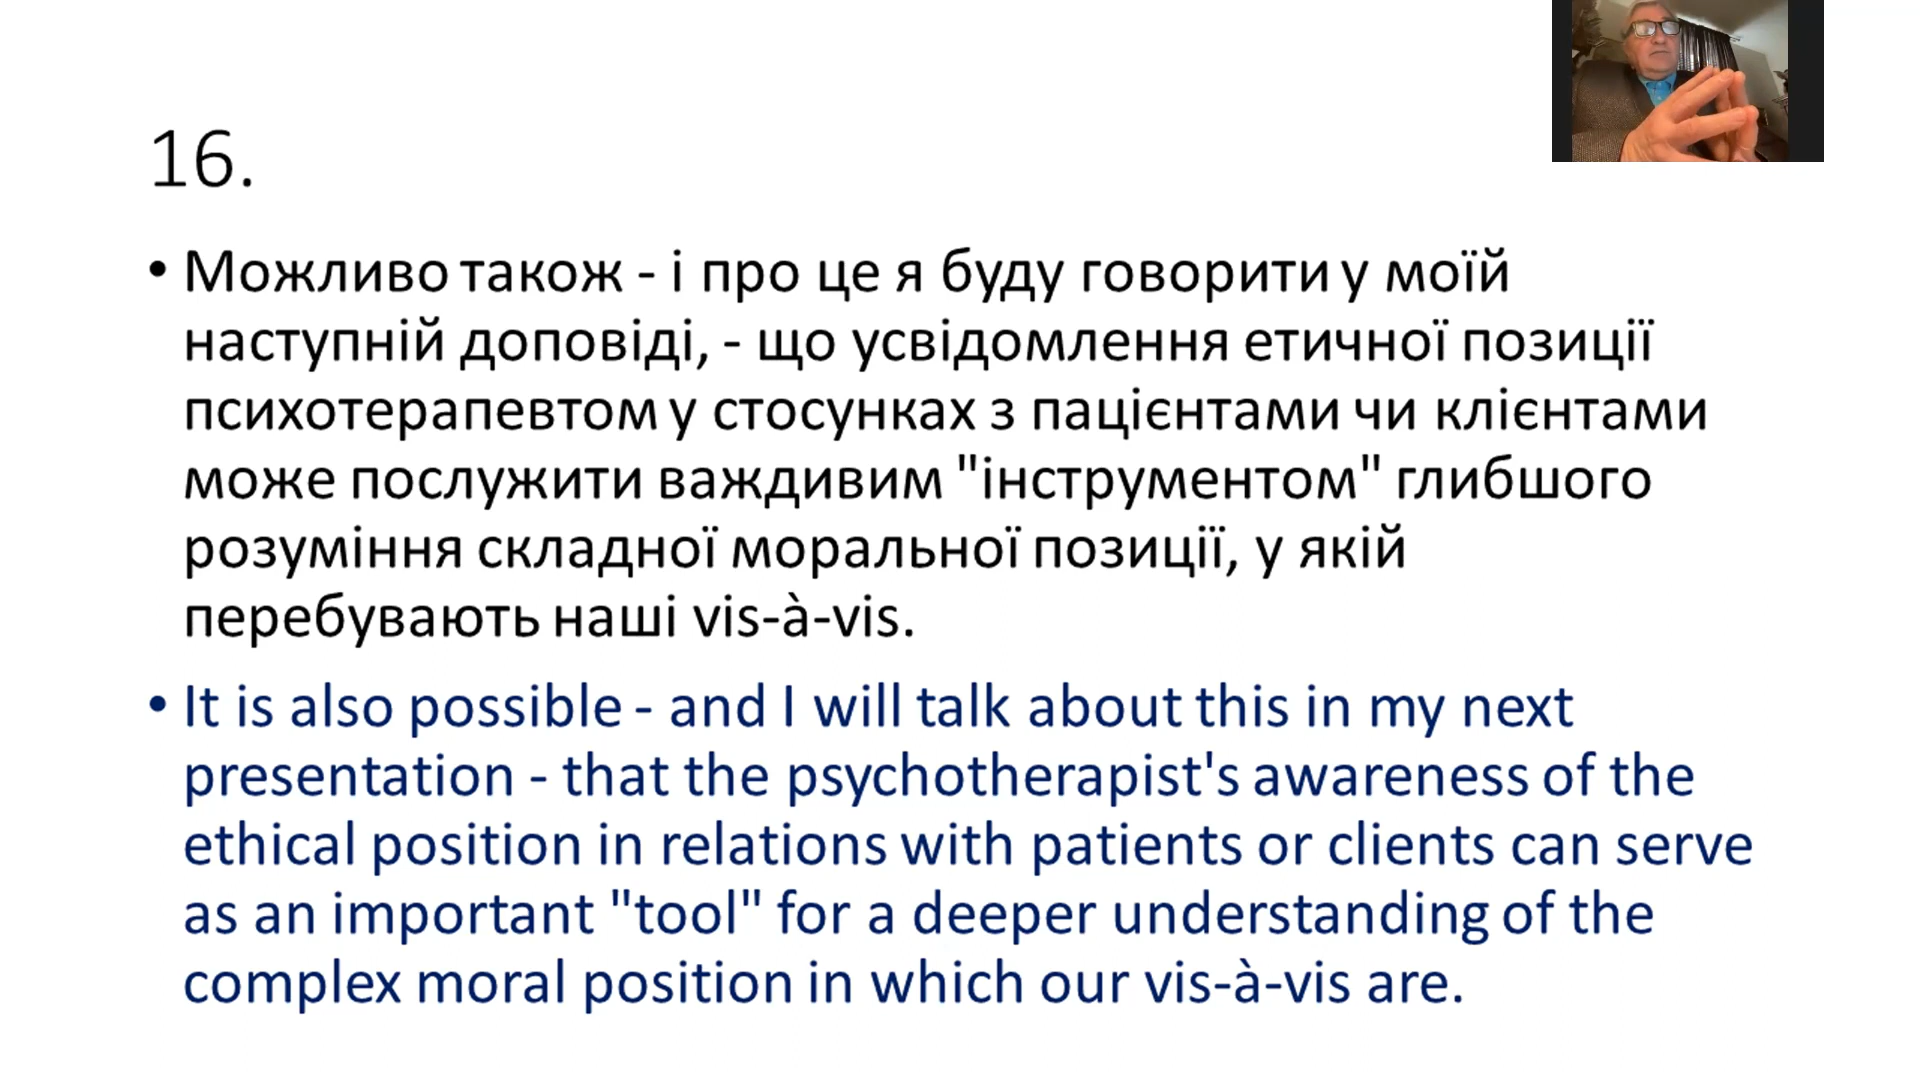 16.
• Можливо також - і про це я буду говорити у моїй
наступній доповіді, - що усвідомлення етичної позиції
психотерапевтом у стосунках з пацієнтами чи клієнтами
може послужити важдивим "інструментом" глибшого
розуміння складної моральної позиції, у якій
перебувають наші vis-à-vis.
• It is also possible - and I will talk about this in my next
presentation - that the psychotherapist's awareness of the
ethical position in relations with patients or clients can serve
as an important "tool" for a deeper understanding of the
complex moral position in which our vis-à-vis are.